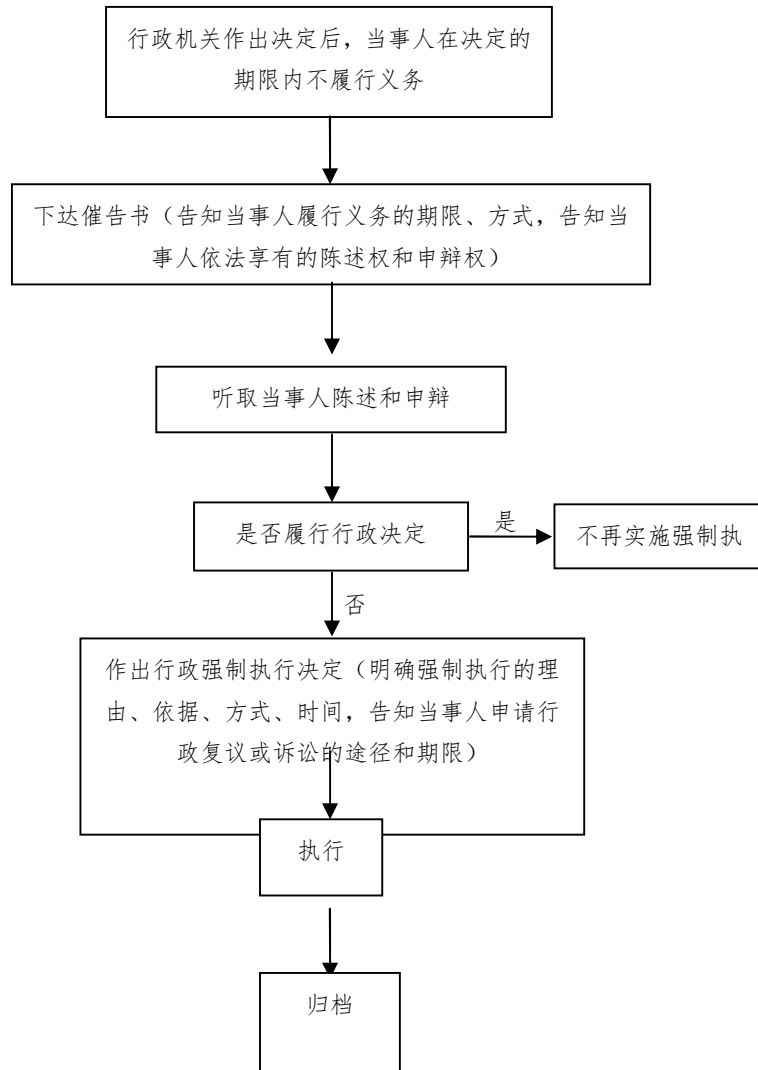 行政机关作出决定后，当事人在决定的
期限内不履行义务
下达催告书（告知当事人履行义务的期限、方式，告知当
事人依法享有的陈述权和申辩权）
听取当事人陈述和申辩
是否履行行政决定
是
不再实施强制执
否
作出行政强制执行决定（明确强制执行的理
由、依据、方式、时间，告知当事人申请行
政复议或诉讼的途径和期限）
执行
归档